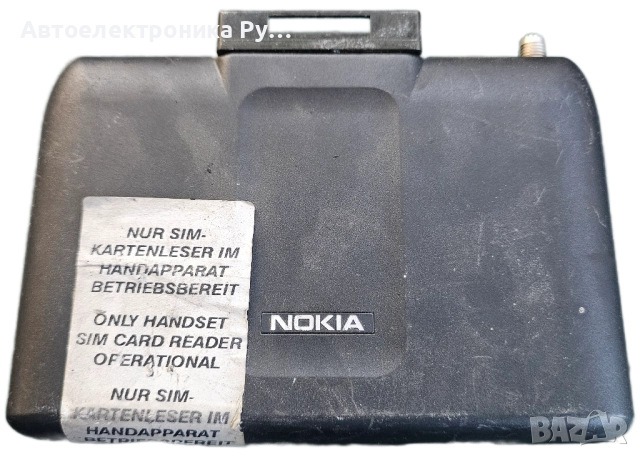 Автоелектроника Ру...
NUR SIM-
KARTENLESER IM
HANDAPPARAT
BETRIEBSBEREIT
ONLY HANDSET
SIM CARD READER
OPERATIONAL
NOKIA
NUR SIM-
KARTENLESER IM
HANDAPPARAT
BETRIEBSBEREIT
BAZAR